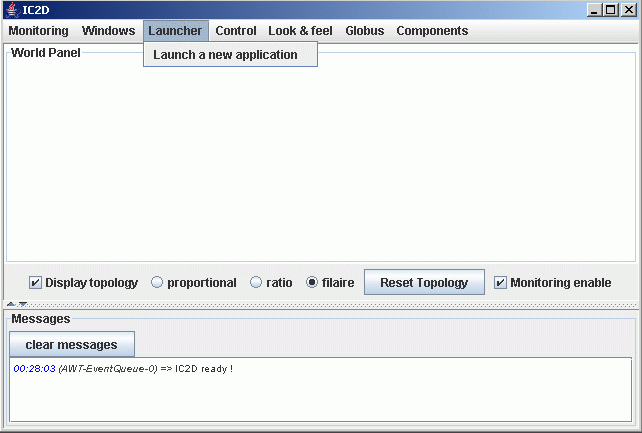 IC2D
Monitoring Windows Launcher Control Look & feel Globus Components
Launch a new application
World Panel
Display topology proportional ratio filaire Reset Topology Monitoring enable
Messages
clear messages
00:28:03 (AWT-EventQueue-0) => IC2D ready !